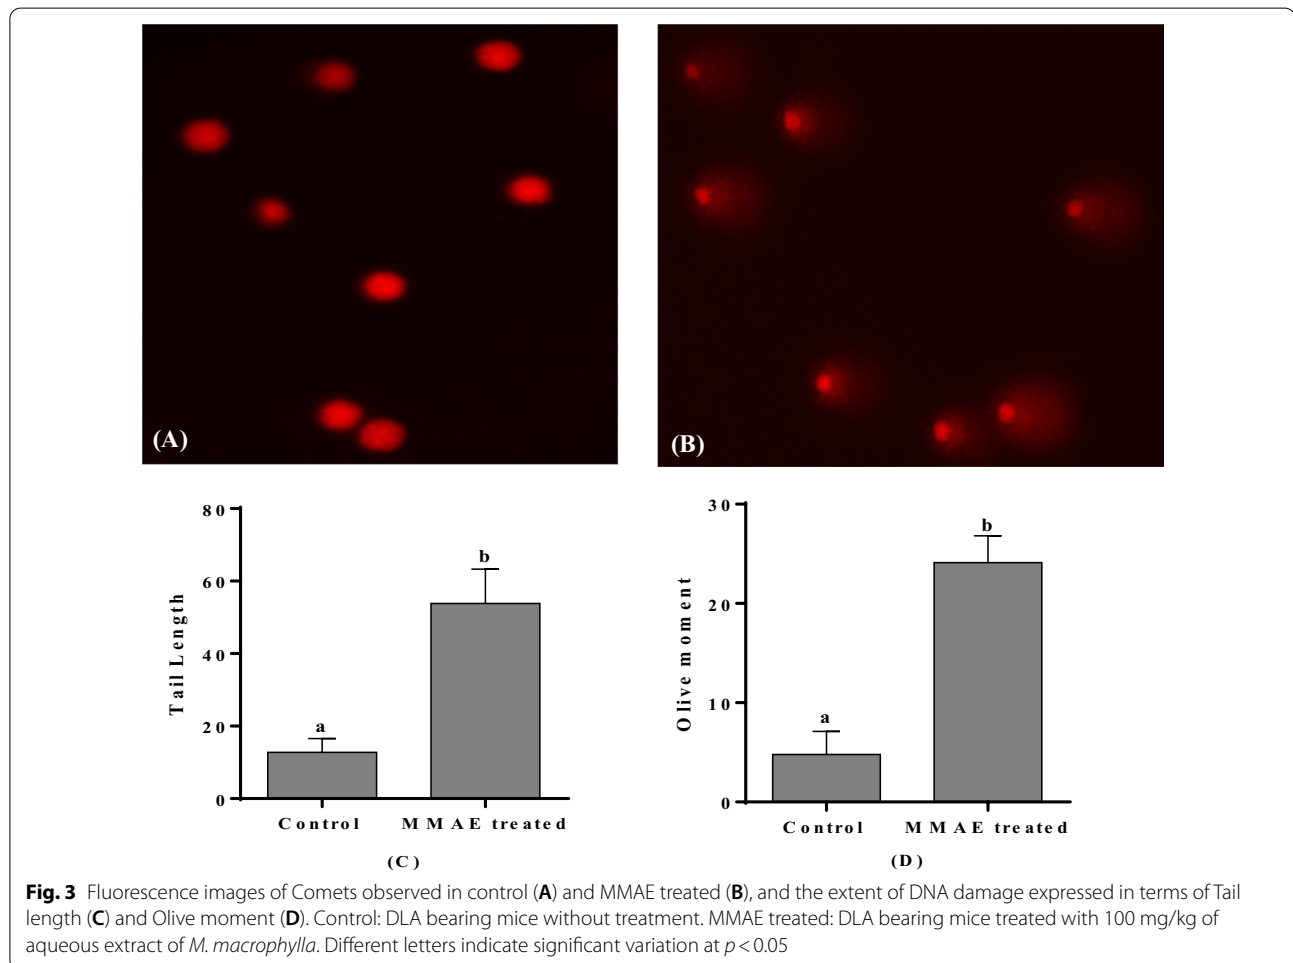 (A)
(B)
80
60
40
20
0
Tail Length
a
b
Control
MMAE treated
(C)
30
20
10
0
Olive moment
a
b
Control
MMAE treated
(D)
Fig. 3 Fluorescence images of Comets observed in control (A) and MMAE treated (B), and the extent of DNA damage expressed in terms of Tail
length (C) and Olive moment (D). Control: DLA bearing mice without treatment. MMAE treated: DLA bearing mice treated with 100 mg/kg of
aqueous extract of M. macrophylla. Different letters indicate significant variation at p < 0.05